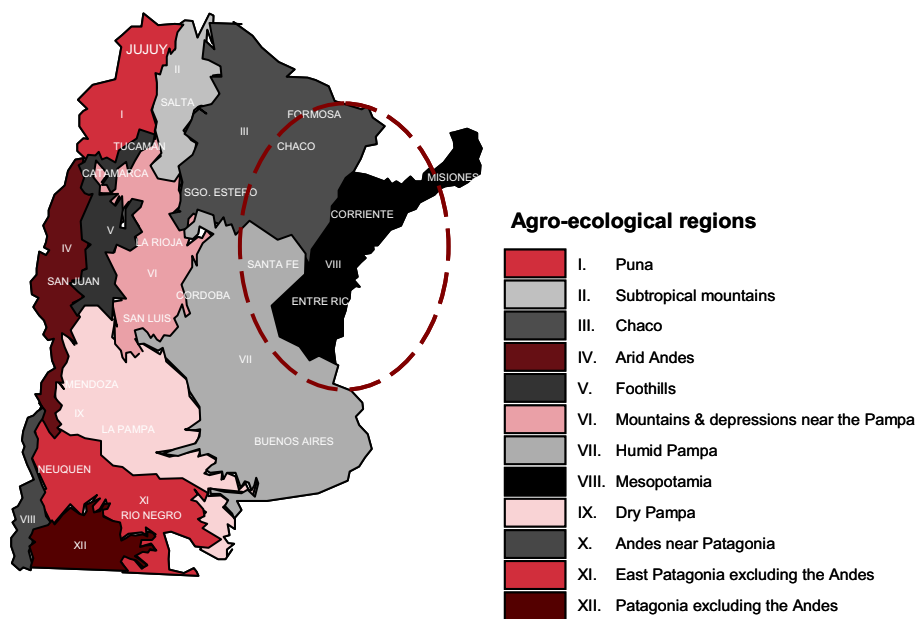 JUJUY
II
SALTA
I
FORMOSA
III
CHACO
TUCAMAN
CATAMARCA
MISIONES
SGO. ESTERO
CORRIENTE
V
LA RIOJA
IV
SANTA FE
VIII
VI
SAN JUAN
CORDOBA
ENTRE RIC
SAN LUIS
VII
MENDOZA
IX
LA PAMPA
BUENOS AIRES
NEUQUEN
XI
RIO NEGRO
VIII
XII
Agro-ecological regions
I. Puna
II. Subtropical mountains
III. Chaco
IV. Arid Andes
V. Foothills
VI. Mountains & depressions near the Pampa
VII. Humid Pampa
VIII. Mesopotamia
IX. Dry Pampa
X. Andes near Patagonia
XI. East Patagonia excluding the Andes
XII. Patagonia excluding the Andes